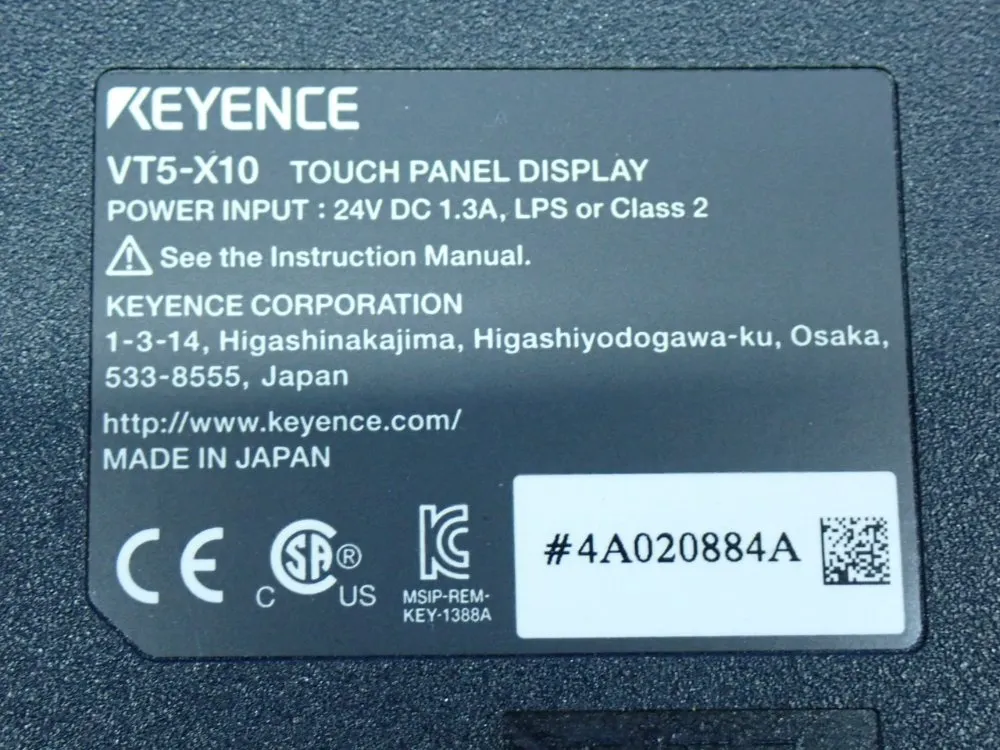 KEYENCE
VT5-X10 TOUCH PANEL DISPLAY
POWER INPUT : 24V DC 1.3A, LPS or Class 2
See the Instruction Manual.
KEYENCE CORPORATION
1-3-14, Higashinakajima, Higashiyodogawa-ku, Osaka,
533-8555, Japan
http://www.keyence.com/
MADE IN JAPAN
CE
C SA ® US
KC
MSIP-REM-
KEY-1388A
#4A020884A